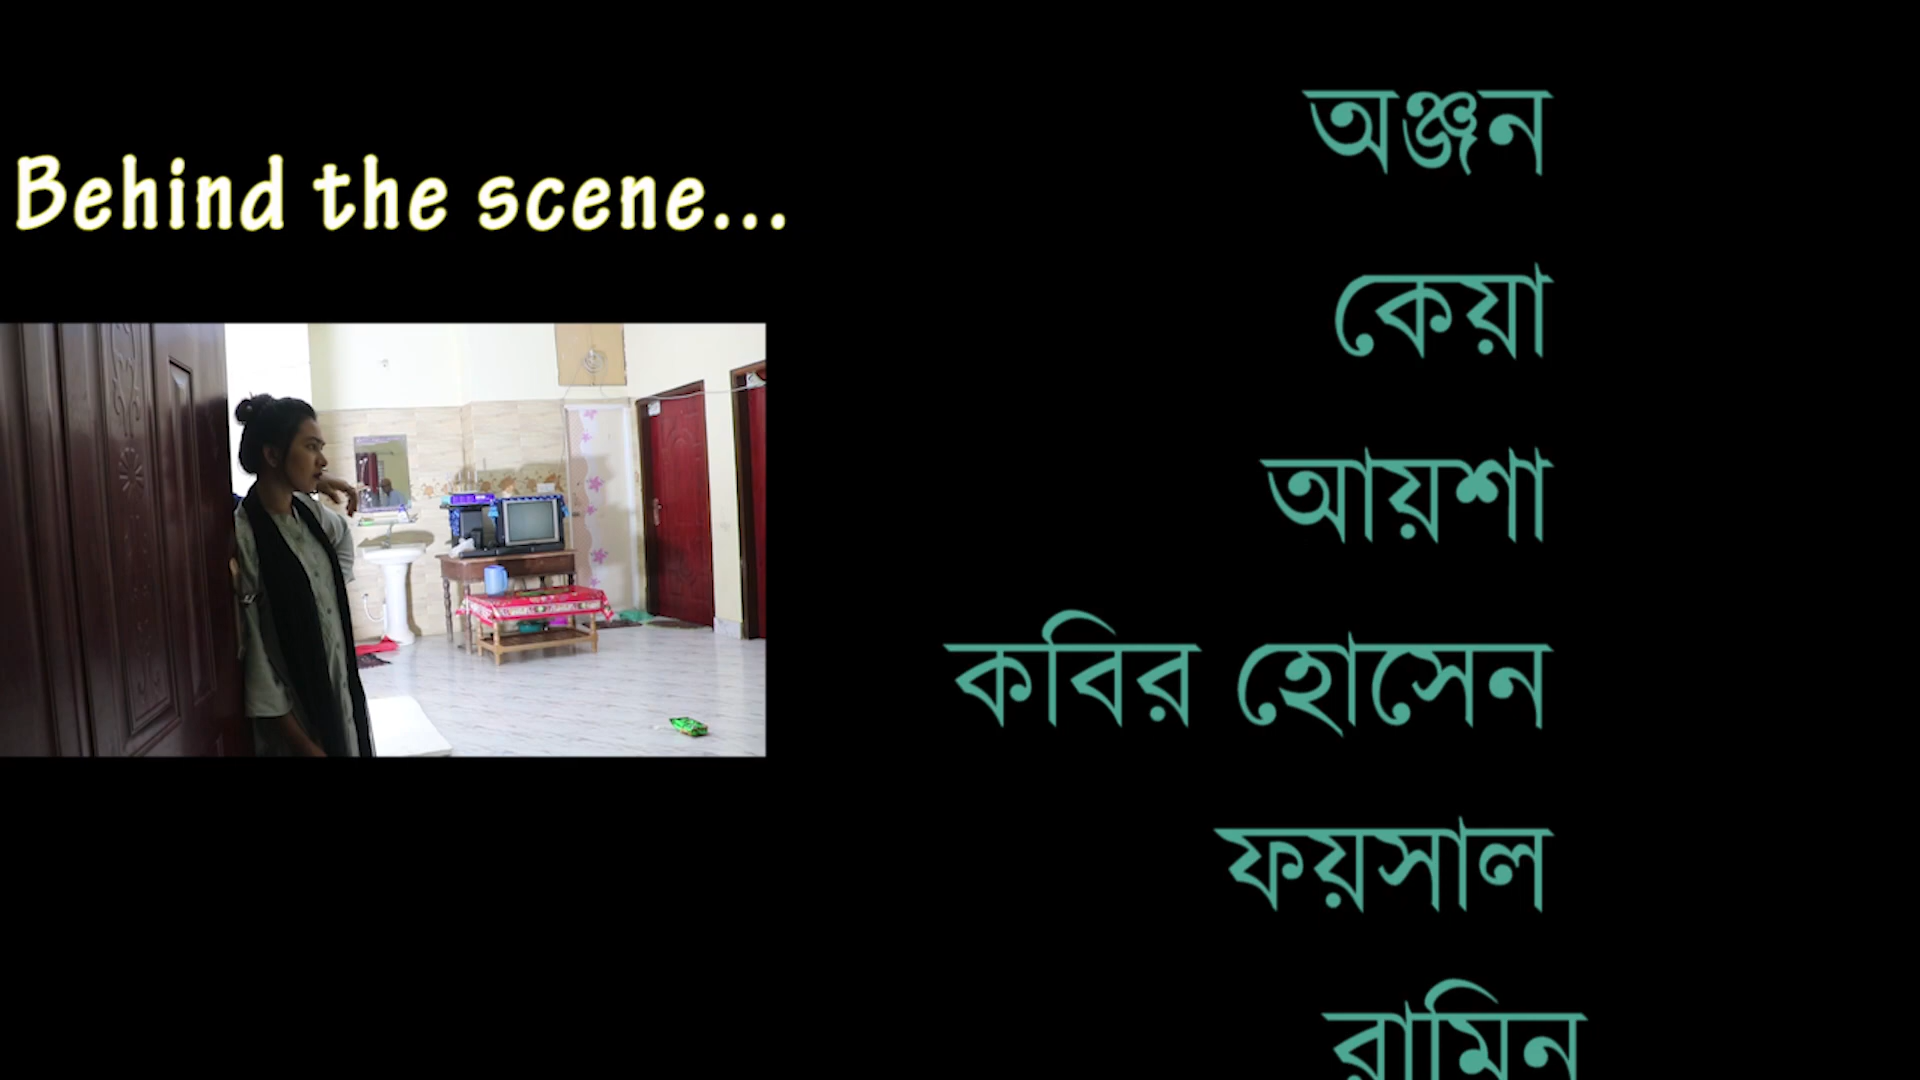 Behind the scene...
অঞ্জন
কেয়া
আয়শা
কবির হোসেন
ফয়সাল
রামিন